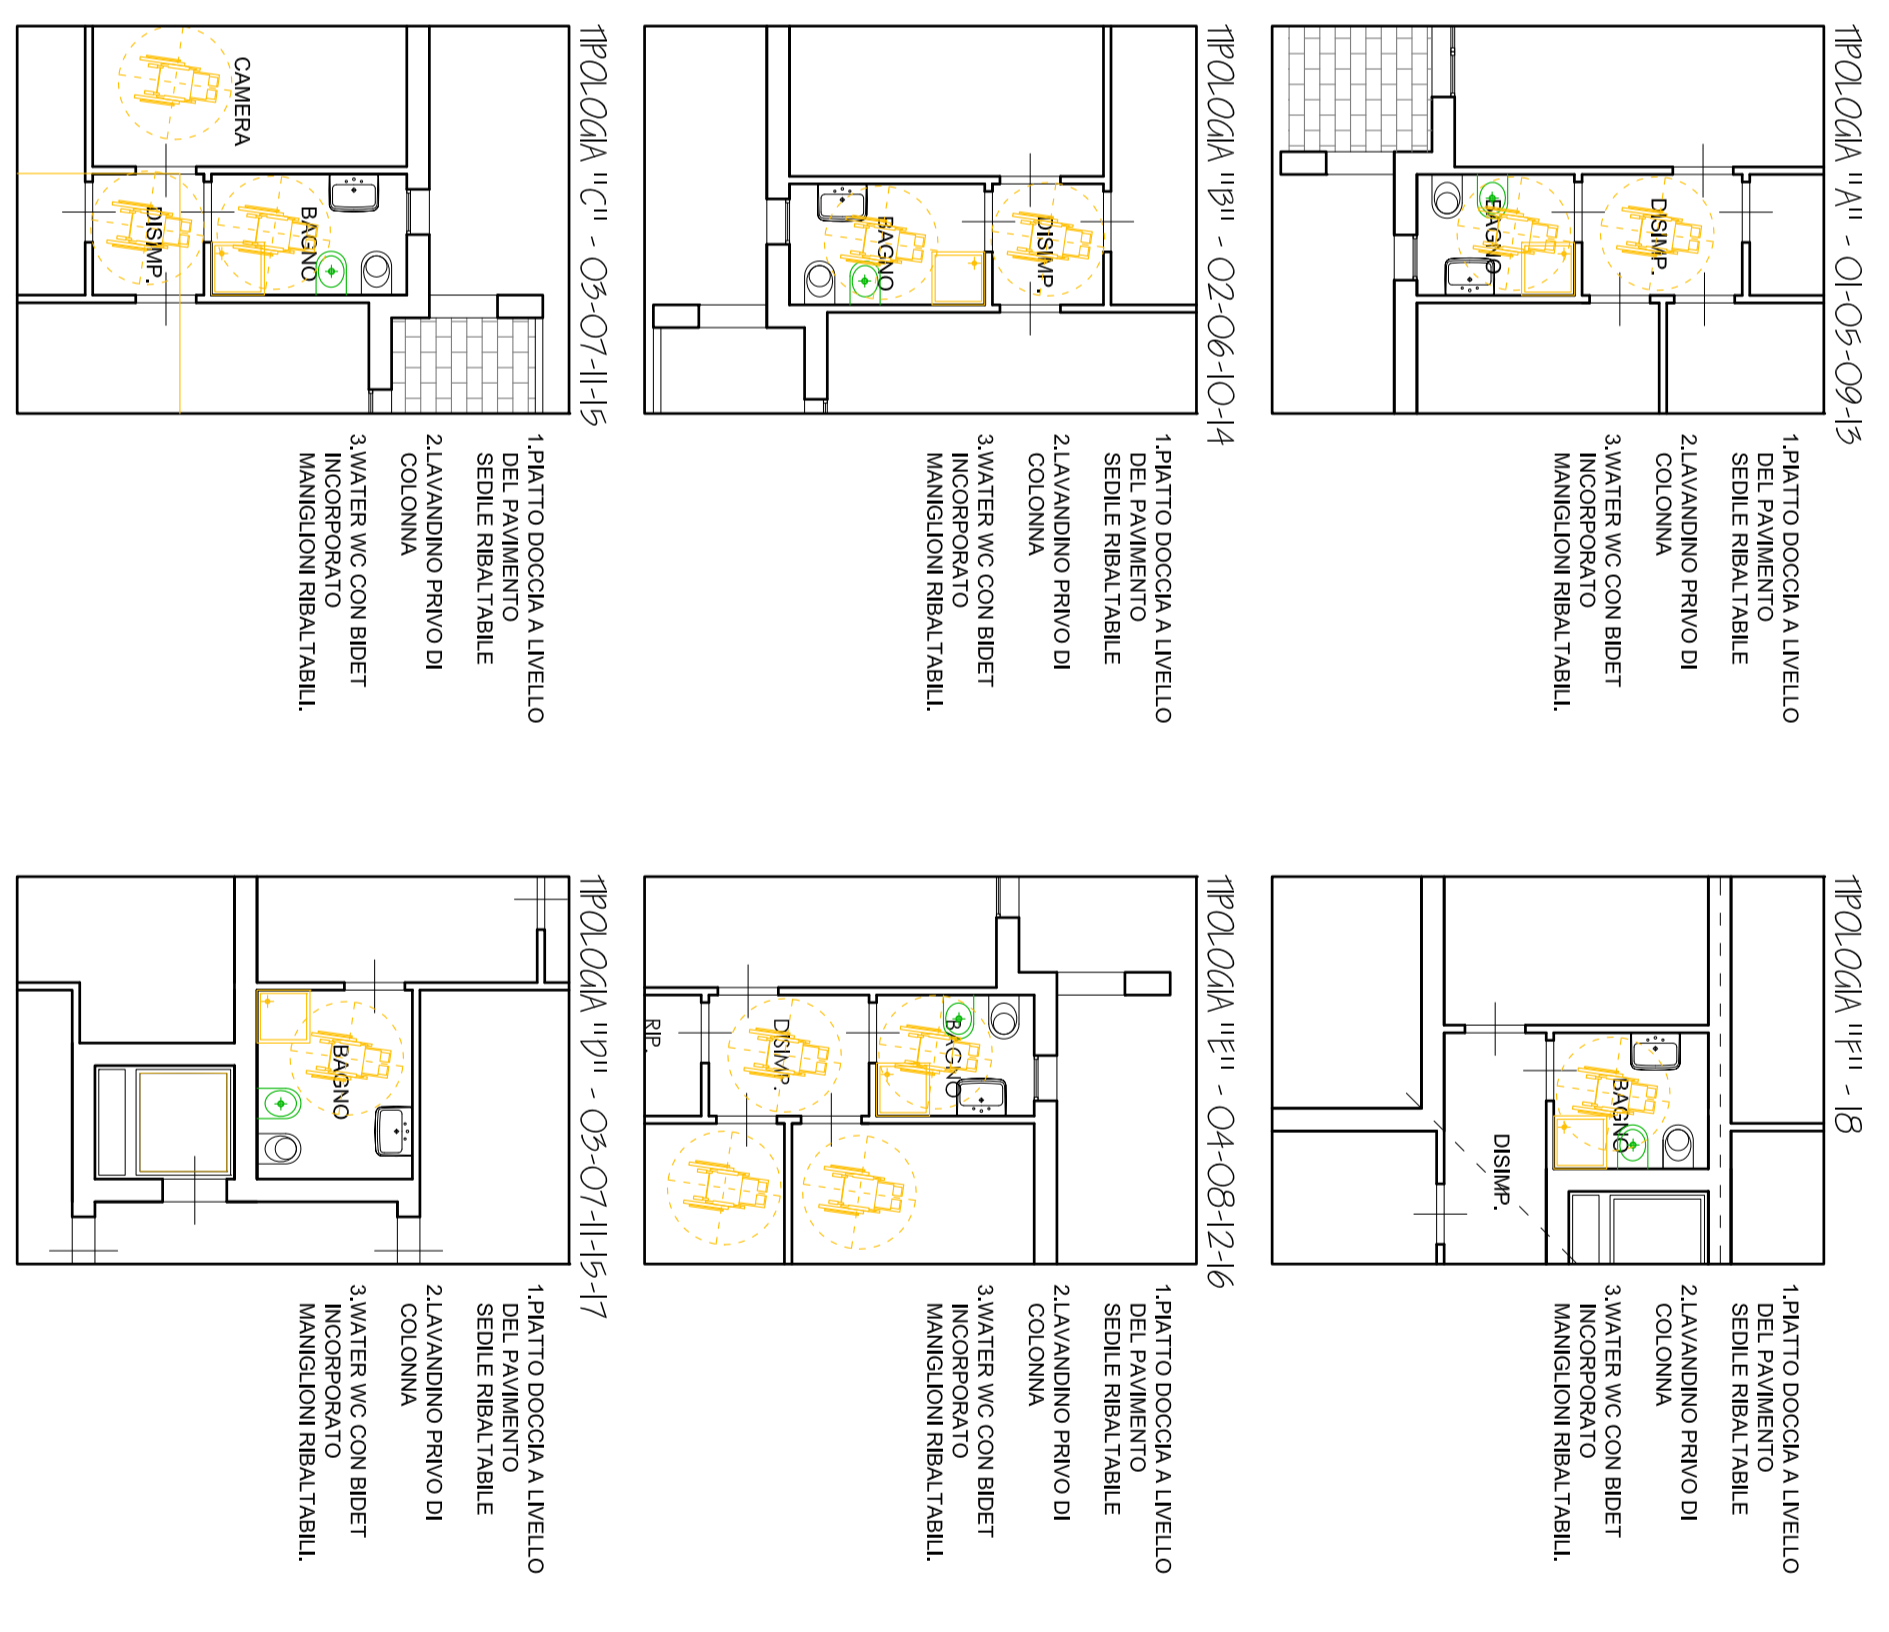 TIPOLOGIA "A" - 01-05-09-13
DISIMP.
BAGNO
1.PIATTO DOCCIA A LIVELLO
DEL PAVIMENTO
SEDILE RIBALTABILE
2.LAVANDINO PRIVO DI
COLONNA
3.WATER WC CON BIDET
INCORPORATO
MANIGLIONI RIBALTABILI.
TIPOLOGIA "F" - 18
BAGNO
DISIMP.
1.PIATTO DOCCIA A LIVELLO
DEL PAVIMENTO
SEDILE RIBALTABILE
2.LAVANDINO PRIVO DI
COLONNA
3.WATER WC CON BIDET
INCORPORATO
MANIGLIONI RIBALTABILI.
TIPOLOGIA "B" - 02-06-10-14
DISIMP.
BAGNO
1.PIATTO DOCCIA A LIVELLO
DEL PAVIMENTO
SEDILE RIBALTABILE
2.LAVANDINO PRIVO DI
COLONNA
3.WATER WC CON BIDET
INCORPORATO
MANIGLIONI RIBALTABILI.
TIPOLOGIA "E" - 04-08-12-16
BAGNO
DISIMP.
RIP.
1.PIATTO DOCCIA A LIVELLO
DEL PAVIMENTO
SEDILE RIBALTABILE
2.LAVANDINO PRIVO DI
COLONNA
3.WATER WC CON BIDET
INCORPORATO
MANIGLIONI RIBALTABILI.
TIPOLOGIA "C" - 03-07-11-15
CAMERA
BAGNO
DISIMP.
1.PIATTO DOCCIA A LIVELLO
DEL PAVIMENTO
SEDILE RIBALTABILE
2.LAVANDINO PRIVO DI
COLONNA
3.WATER WC CON BIDET
INCORPORATO
MANIGLIONI RIBALTABILI.
TIPOLOGIA "D" - 03-07-11-15-17
BAGNO
1.PIATTO DOCCIA A LIVELLO
DEL PAVIMENTO
SEDILE RIBALTABILE
2.LAVANDINO PRIVO DI
COLONNA
3.WATER WC CON BIDET
INCORPORATO
MANIGLIONI RIBALTABILI.